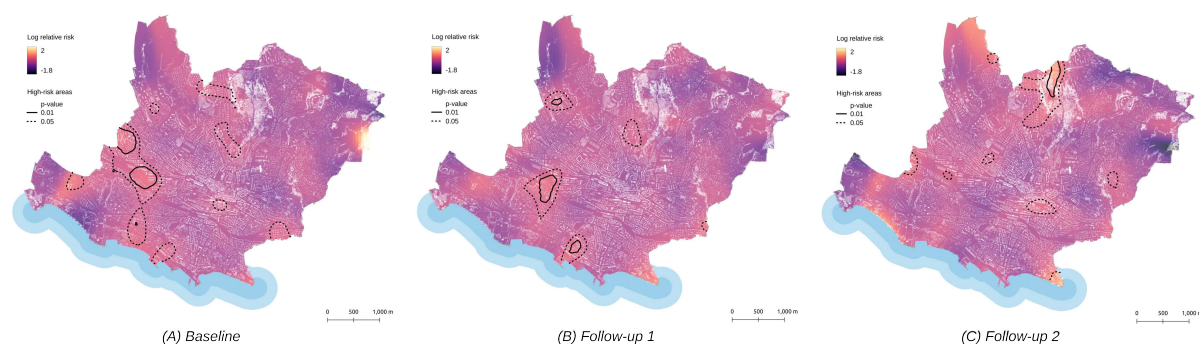 Log relative risk
2
-1.8
High-risk areas
p-value
0.01
0.05
0 500 1,000 m
(A) Baseline
Log relative risk
2
-1.8
High-risk areas
p-value
0.01
0.05
0 500 1,000 m
(B) Follow-up 1
Log relative risk
2
-1.8
High-risk areas
p-value
0.01
0.05
0 500 1,000 m
(C) Follow-up 2